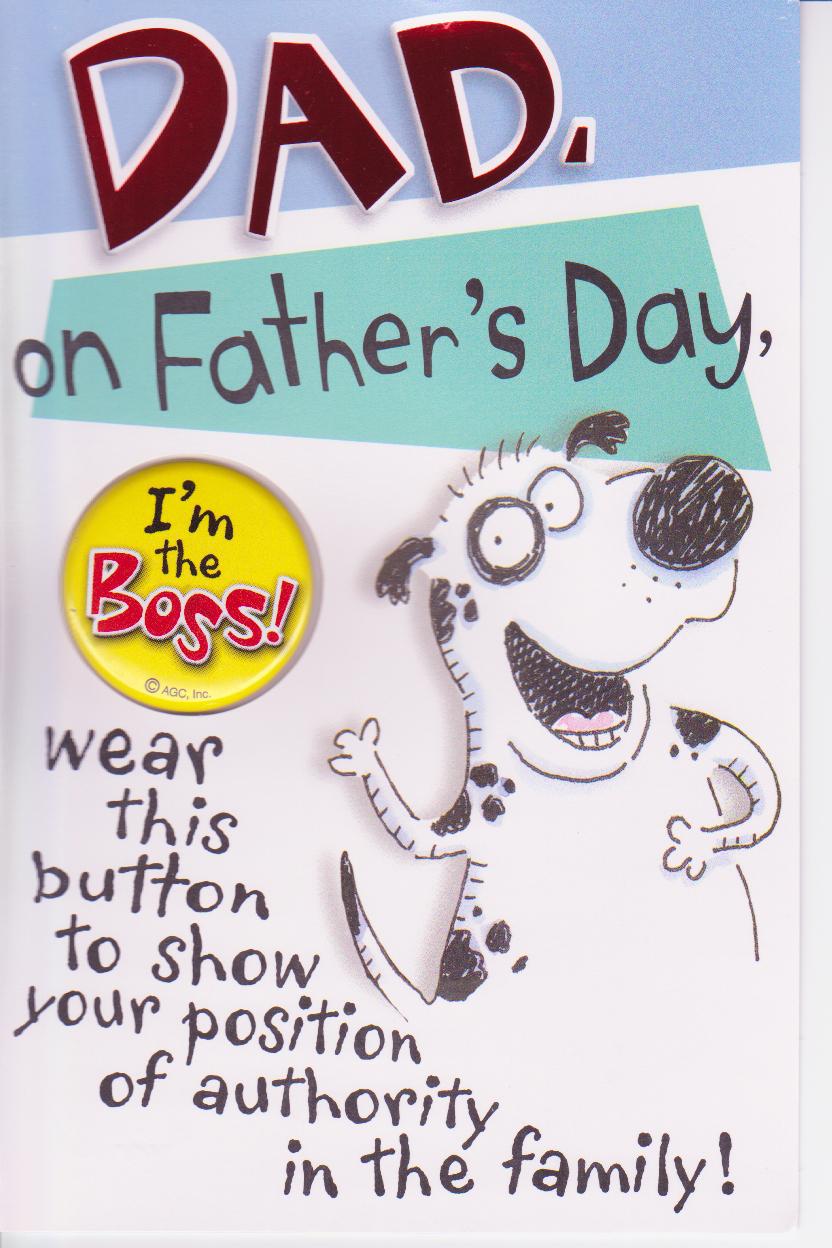 DAD,
on Father's Day,
I'm
the
BOSS!
© AGC, Inc.
wear
this
button
to show
your position
of authority
in the family!